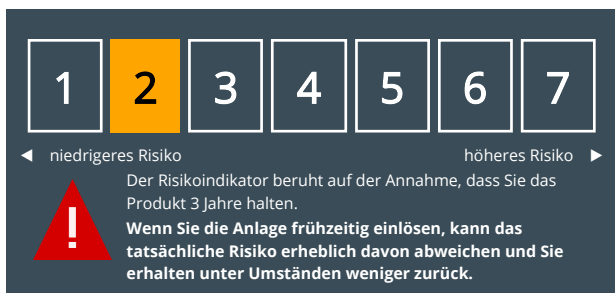 1 2 3 4 5 6 7
◄ niedrigeres Risiko höheres Risiko ►
Der Risikoindikator beruht auf der Annahme, dass Sie das
Produkt 3 Jahre halten.
Wenn Sie die Anlage frühzeitig einlösen, kann das
tatsächliche Risiko erheblich davon abweichen und Sie
erhalten unter Umständen weniger zurück.
!